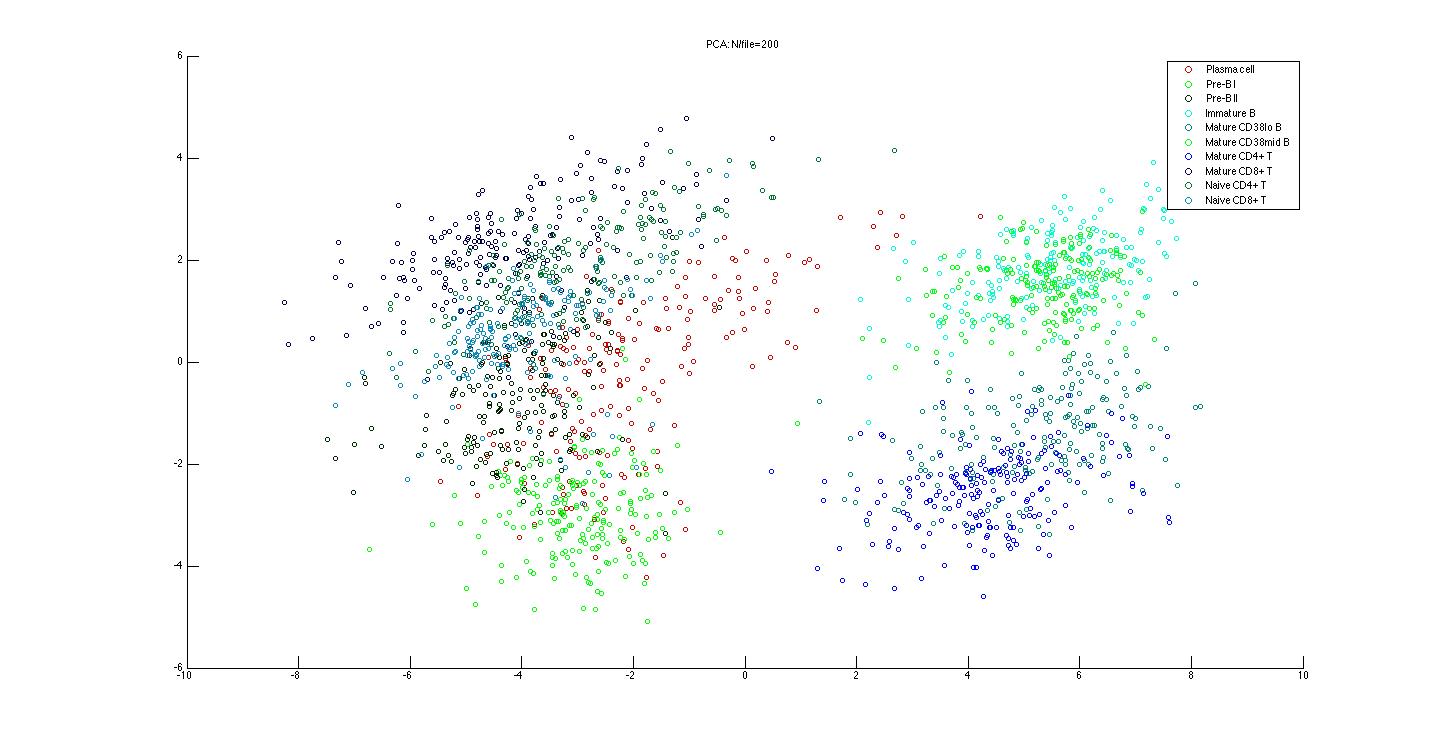 PCA: N/file=200
6
4
2
0
-2
-4
-6
-10
-8
-6
-4
-2
0
2
4
6
8
10
Plasma cell
Pre-B I
Pre-B II
Immature B
Mature CD38lo B
Mature CD38mid B
Mature CD4+ T
Mature CD8+ T
Naive CD4+ T
Naive CD8+ T